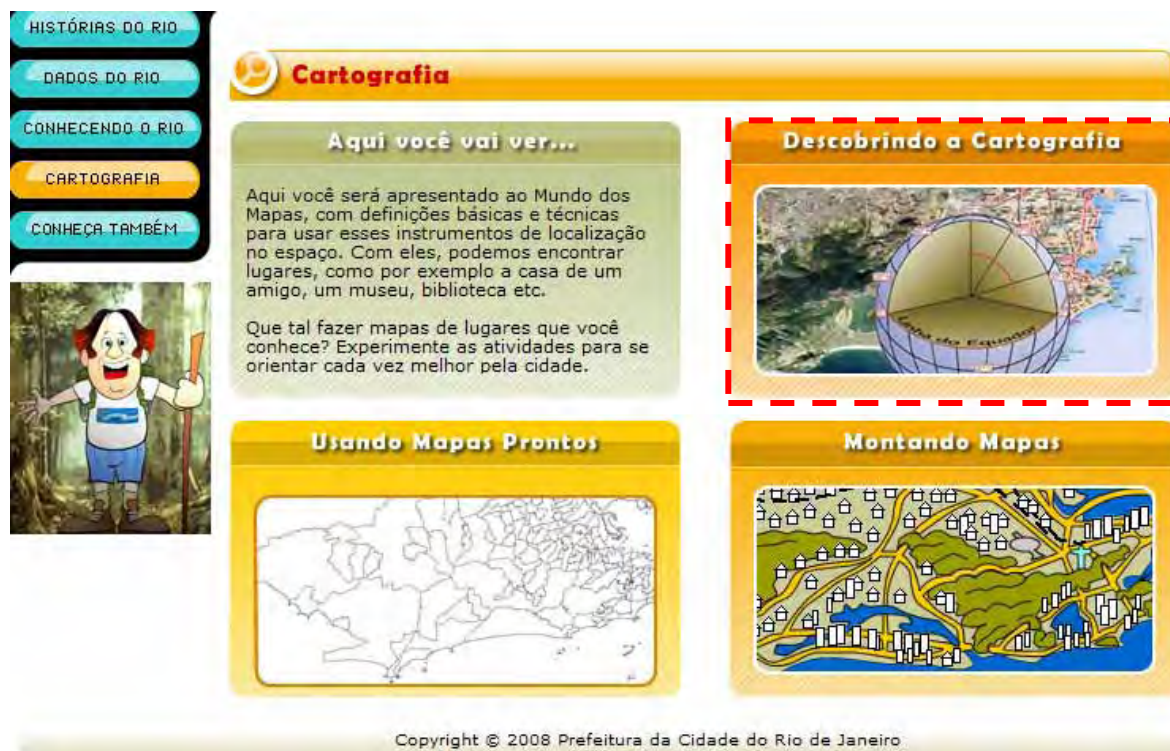 HISTÓRIAS DO RIO
DADOS DO RIO
CONHECENDO O RIO
CARTOGRAFIA
CONHEÇA TAMBÉM
Cartografia
Aqui você vai ver...
Aqui você será apresentado ao Mundo dos
Mapas, com definições básicas e técnicas
para usar esses instrumentos de localização
no espaço. Com eles, podemos encontrar
lugares, como por exemplo a casa de um
amigo, um museu, biblioteca etc.
Que tal fazer mapas de lugares que você
conhece? Experimente as atividades para se
orientar cada vez melhor pela cidade.
Descobrindo a Cartografia
Linha do Equador
Usando Mapas Prontos
Montando Mapas
Copyright © 2008 Prefeitura da Cidade do Rio de Janeiro